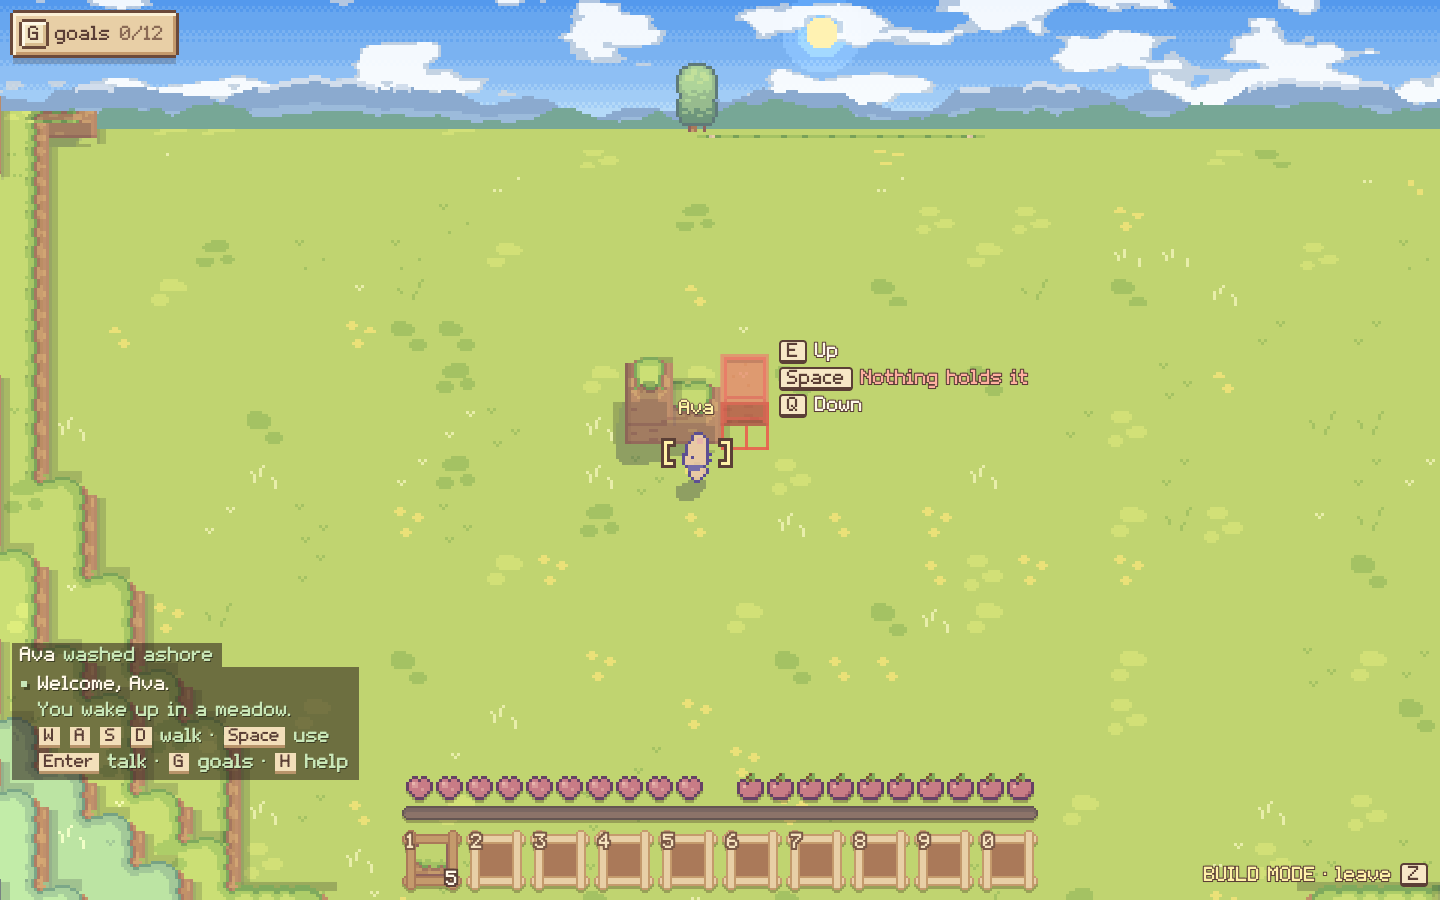 G goals 0/12
E Up
Space Nothing holds it
Q Down
Ava
Ava washed ashore
Welcome, Ava.
You wake up in a meadow.
W A S D walk · Space use
Enter talk · G goals · H help
1 2 3 4 5 6 7 8 9 0
5
BUILD MODE · leave Z